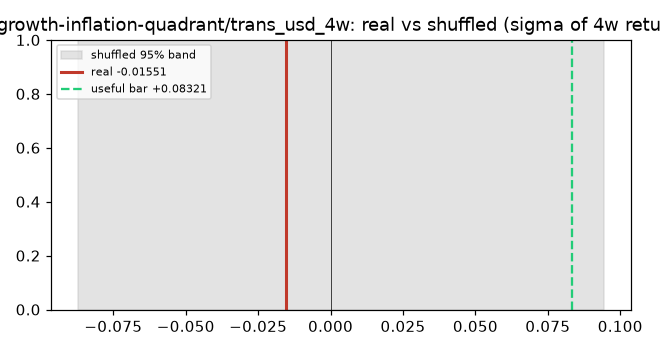 growth-inflation-quadrant/trans_usd_4w: real vs shuffled (sigma of 4w retu
shuffled 95% band
real -0.01551
useful bar +0.08321
1.0
0.8
0.6
0.4
0.2
0.0
−0.075 −0.050 −0.025 0.000 0.025 0.050 0.075 0.100